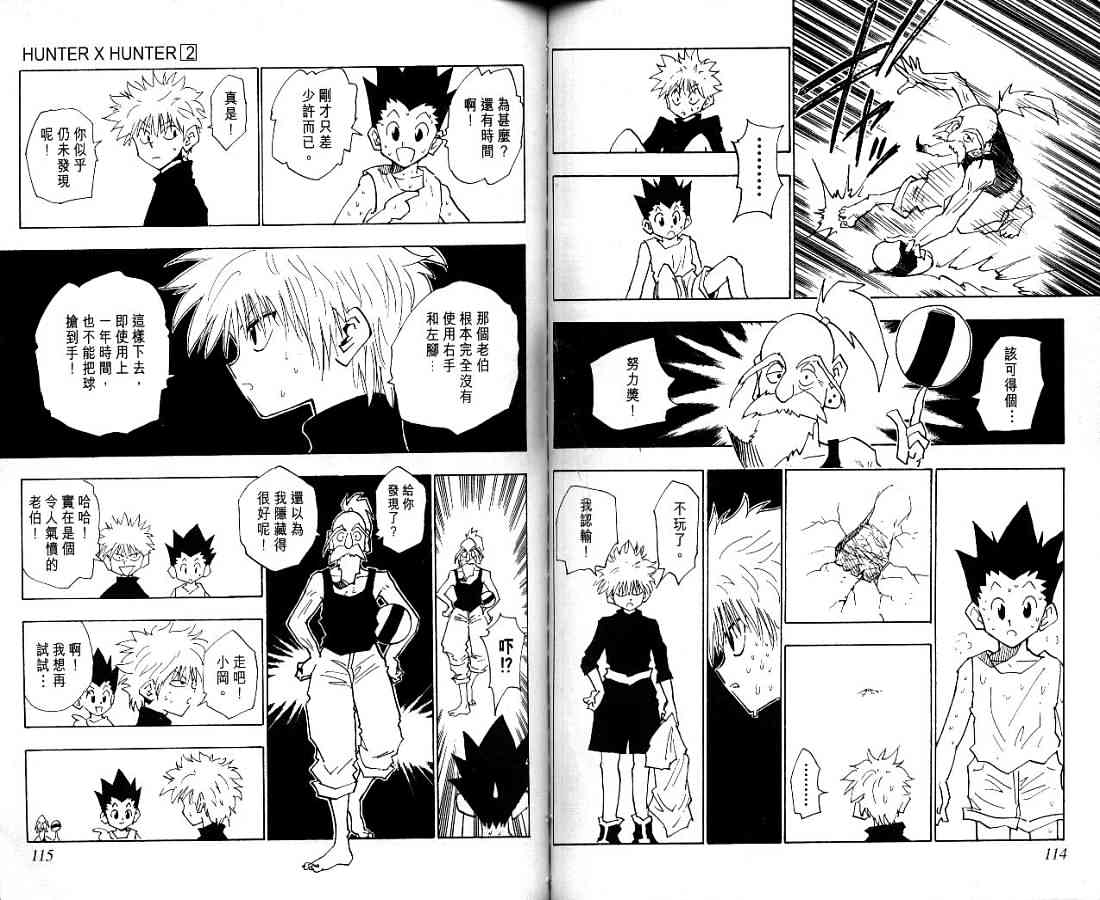 HUNTER X HUNTER 2
………
該可得個…
努力獎！
………
不玩了。
我認輸！
114
為甚麼？
還有時間
啊！
剛才只差
少許而已。
真是！
你似乎
仍未發現
呢！
那個老伯
根本完全沒有
使用右手
和左腳…
這樣下去，
即使用上
一年時間，
也不能把球
搶到手！
吓!?
給你
發現了？
還以為
我隱藏得
很好呢！
哈哈！
實在是個
令人氣憤的
老伯！
走吧！
小岡。
啊！
我想再
試試…
115